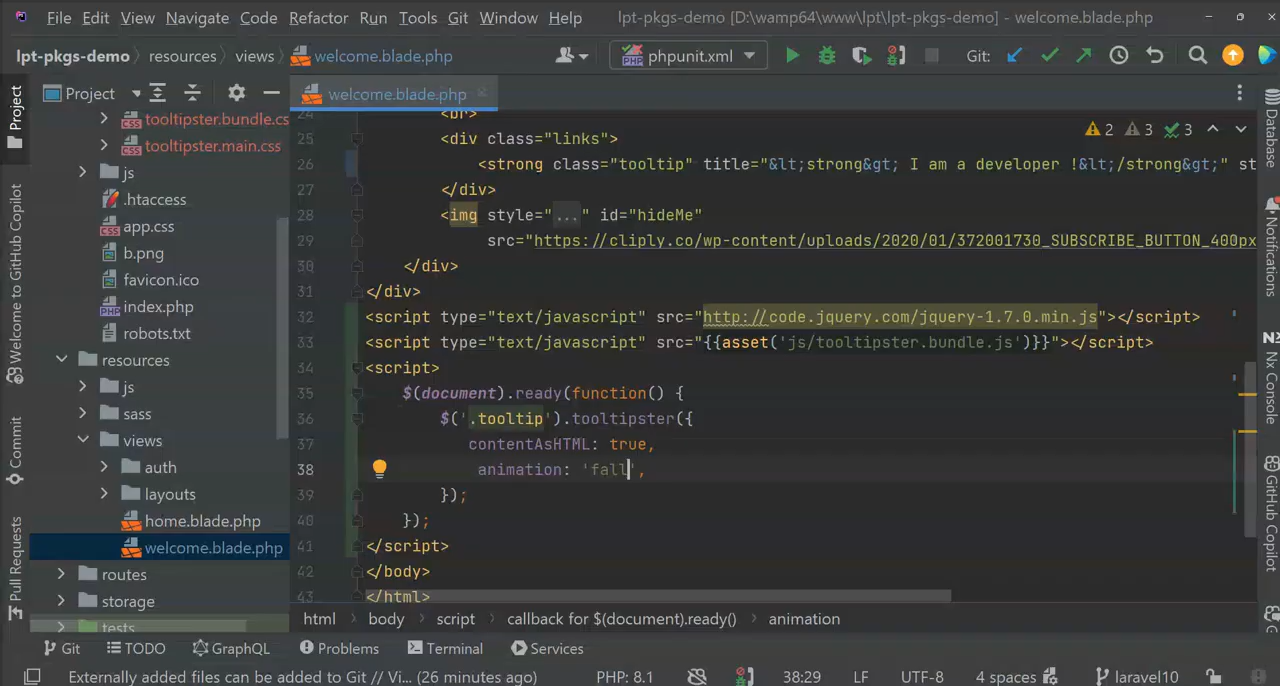 File Edit View Navigate Code Refactor Run Tools Git Window Help lpt-pkgs-demo [D:\wamp64\www\lpt\lpt-pkgs-demo] - welcome.blade.php
lpt-pkgs-demo resources views welcome.blade.php phpunit.xml Git:
Project welcome.blade.php
Project
Welcome to GitHub Copilot
Commit
Pull Requests
tooltipster.bundle.cs
tooltipster.main.css
js
.htaccess
app.css
b.png
favicon.ico
index.php
robots.txt
resources
js
sass
views
auth
layouts
home.blade.php
welcome.blade.php
routes
storage
tests
2 3 3
24 <br>
25 <div class="links">
26 <strong class="tooltip" title="&lt;strong&gt; I am a developer !&lt;/strong&gt;" st
27 </div>
28 <img style="..." id="hideMe"
29 src="https://cliply.co/wp-content/uploads/2020/01/372001730_SUBSCRIBE_BUTTON_400px
30 </div>
31 </div>
32 <script type="text/javascript" src="http://code.jquery.com/jquery-1.7.0.min.js"></script>
33 <script type="text/javascript" src="{{asset('js/tooltipster.bundle.js')}}"></script>
34 <script>
35 $(document).ready(function() {
36 $('.tooltip').tooltipster({
37 contentAsHTML: true,
38 animation: 'fall',
39 });
40 });
41 </script>
42 </body>
43 </html>
Database
Notifications
Nx Console
GitHub Copilot
html body script callback for $(document).ready() animation
Git TODO GraphQL Problems Terminal Services
Externally added files can be added to Git // Vi... (26 minutes ago) PHP: 8.1 38:29 LF UTF-8 4 spaces laravel10